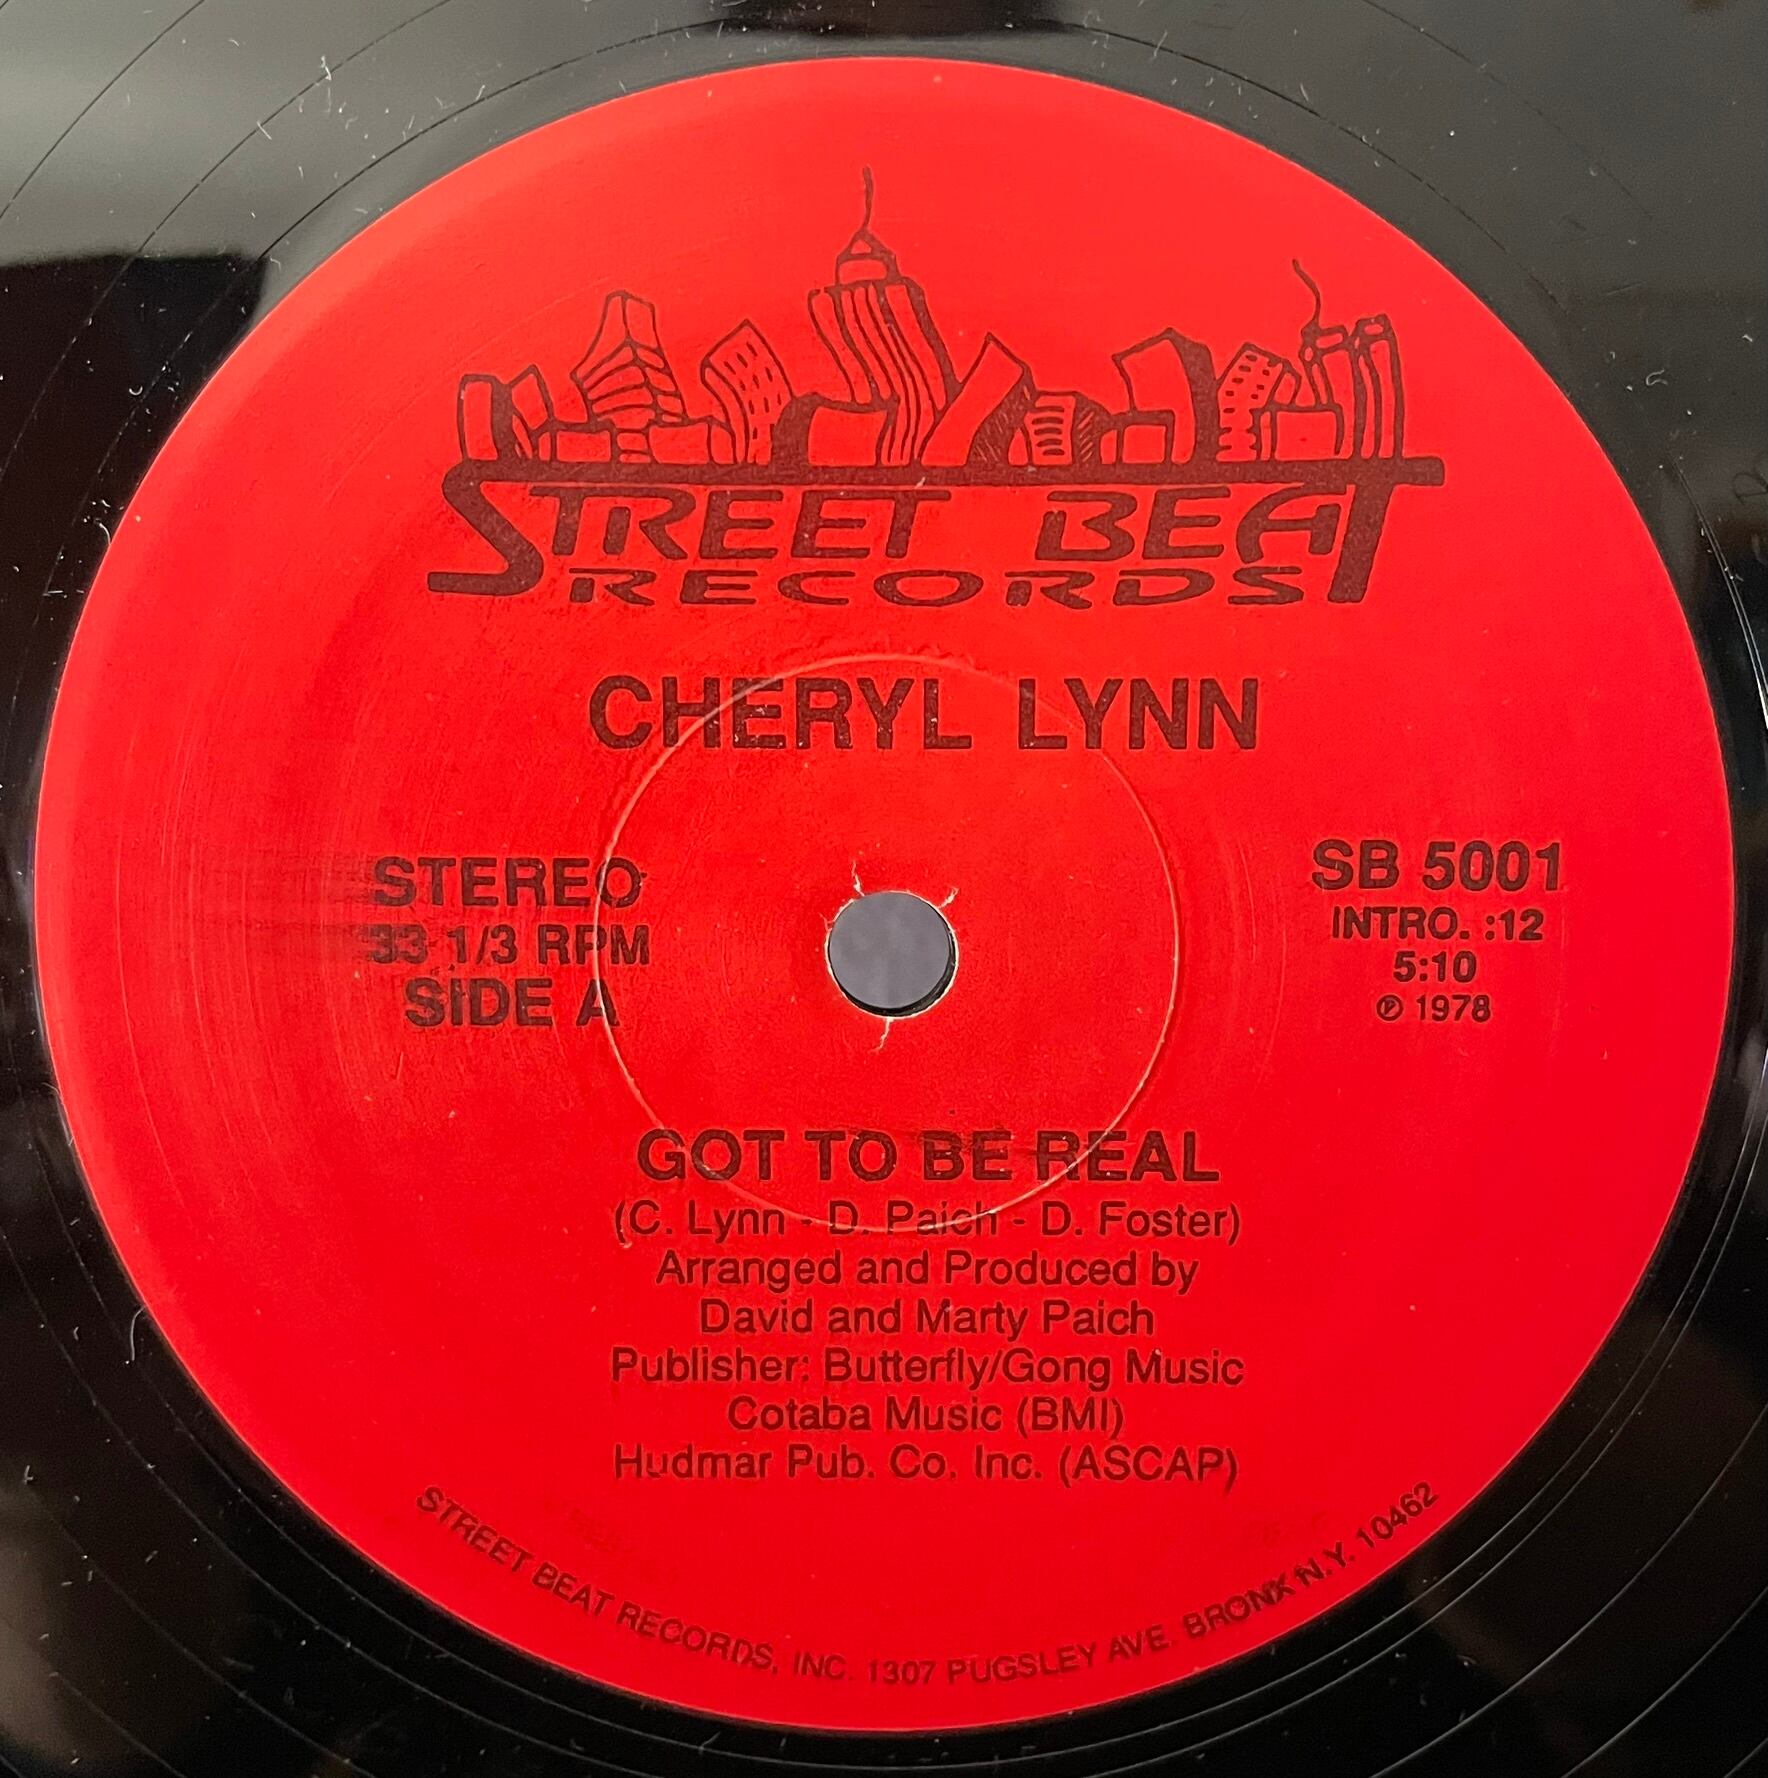 STREET BEAT
RECORDS
CHERYL LYNN
STEREO
33 1/3 RPM
SIDE A
SB 5001
INTRO. :12
5:10
℗ 1978
GOT TO BE REAL
(C. Lynn - D. Paich - D. Foster)
Arranged and Produced by
David and Marty Paich
Publisher: Butterfly/Gong Music
Cotaba Music (BMI)
Hudmar Pub. Co. Inc. (ASCAP)
STREET BEAT RECORDS, INC. 1307 PUGSLEY AVE. BRONX N.Y. 10462